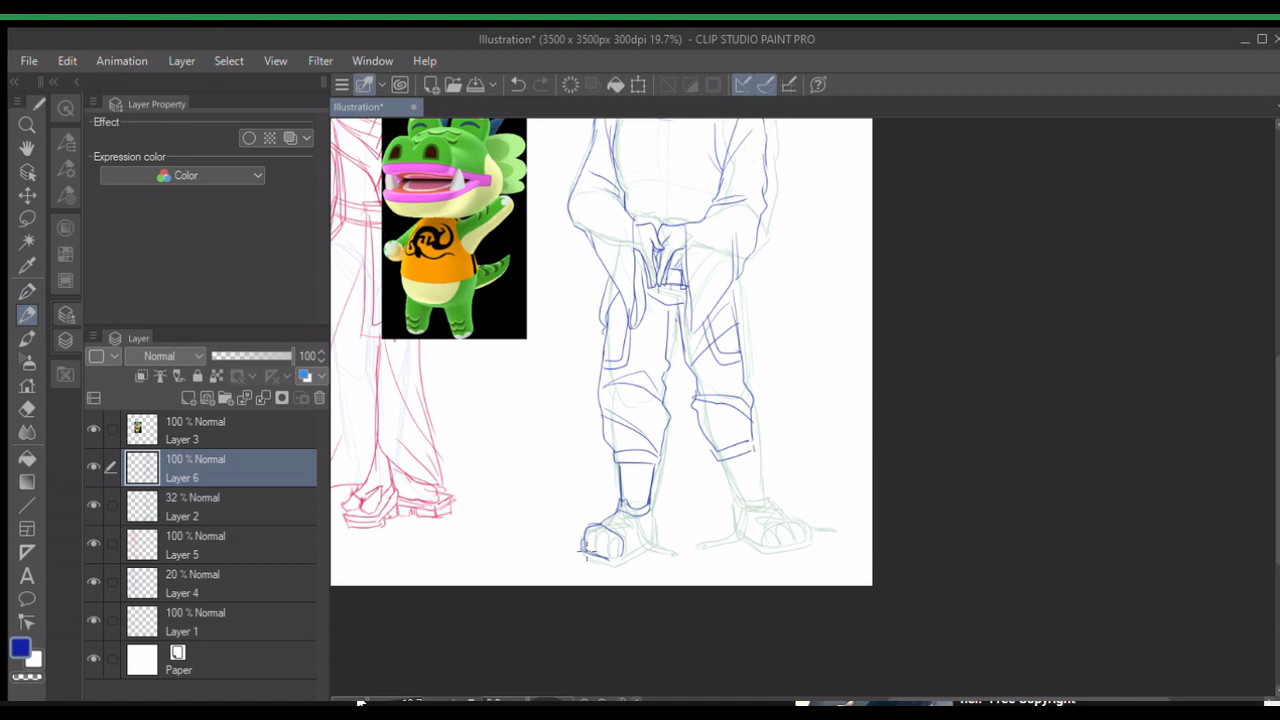 Illustration* (3500 x 3500px 300dpi 19.7%) - CLIP STUDIO PAINT PRO
File Edit Animation Layer Select View Filter Window Help
Layer Property
Illustration*
Effect
Expression color
Color
Layer
Normal 100
100 % Normal
Layer 3
100 % Normal
Layer 6
32 % Normal
Layer 2
100 % Normal
Layer 5
20 % Normal
Layer 4
100 % Normal
Layer 1
Paper
Free Copyright